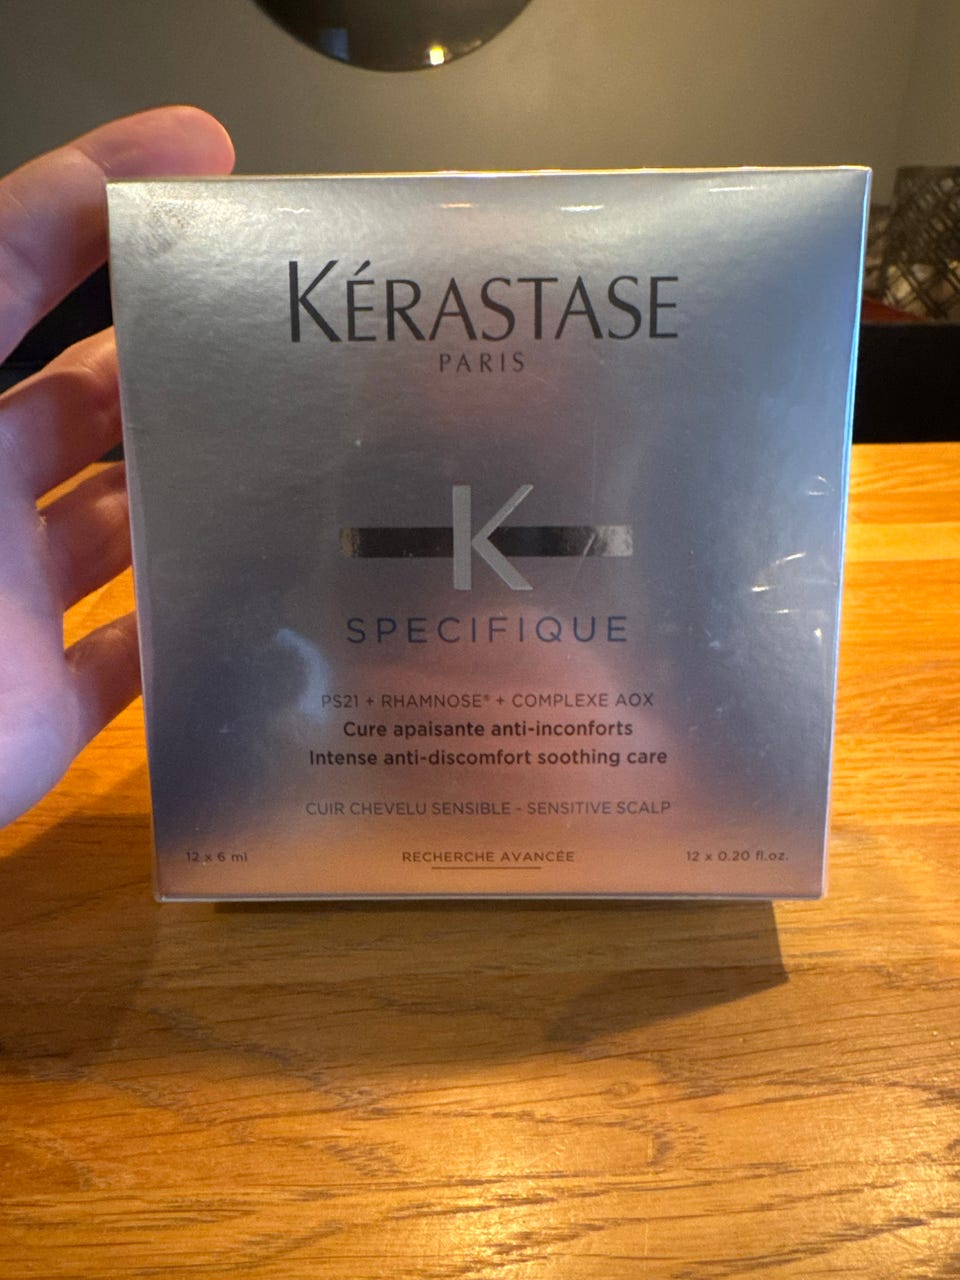 KÉRASTASE
PARIS
K
SPECIFIQUE
PS21 + RHAMNOSE® + COMPLEXE AOX
Cure apaisante anti-inconforts
Intense anti-discomfort soothing care
CUIR CHEVELU SENSIBLE - SENSITIVE SCALP
12 x 6 ml RECHERCHE AVANCÉE 12 x 0.20 fl.oz.